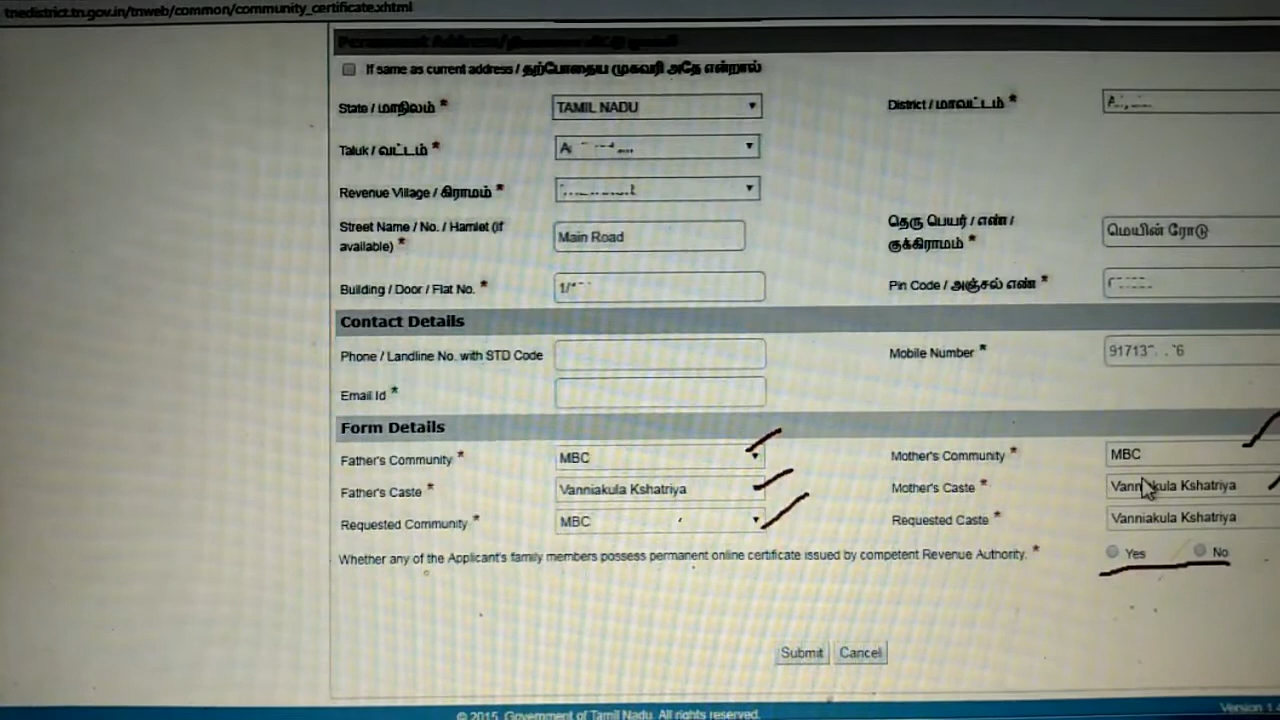 tnedistrict.tn.gov.in/tnweb/common/community_certificate.xhtml
If same as current address / தற்போதைய முகவரி அதே என்றால்
State / மாநிலம் * TAMIL NADU District / மாவட்டம் *
Taluk / வட்டம் *
Revenue Village / கிராமம் *
Street Name / No. / Hamlet (if available) * Main Road தெரு பெயர் / எண் / குக்கிராமம் * மெயின் ரோடு
Building / Door / Flat No. * Pin Code / அஞ்சல் எண் *
Contact Details
Phone / Landline No. with STD Code Mobile Number *
Email Id *
Form Details
Father's Community * MBC Mother's Community * MBC
Father's Caste * Vanniakula Kshatriya Mother's Caste * Vanniakula Kshatriya
Requested Community * MBC Requested Caste * Vanniakula Kshatriya
Whether any of the Applicant's family members possess permanent online certificate issued by competent Revenue Authority. * Yes No
Submit Cancel
© 2015, Government of Tamil Nadu. All rights reserved. Version 1.